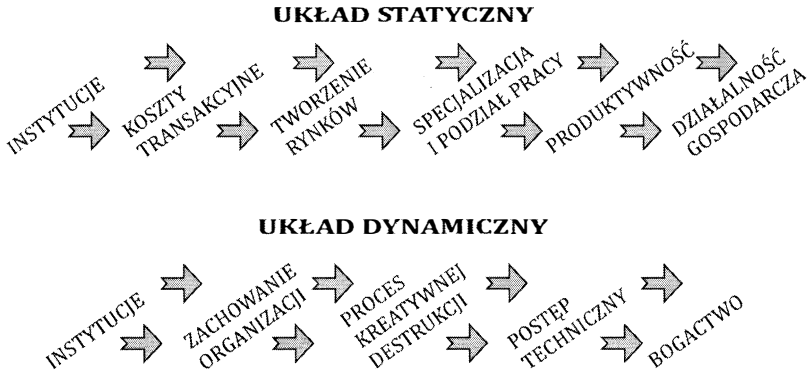 UKŁAD STATYCZNY
INSTYTUCJE
KOSZTY
TRANSAKCYJNE
TWORZENIE
RYNKÓW
SPECJALIZACJA
I PODZIAŁ PRACY
PRODUKTYWNOŚĆ
DZIAŁALNOŚĆ
GOSPODARCZA
UKŁAD DYNAMICZNY
INSTYTUCJE
ZACHOWANIE
ORGANIZACJI
PROCES
KREATYWNEJ
DESTRUKCJI
POSTĘP
TECHNICZNY
BOGACTWO